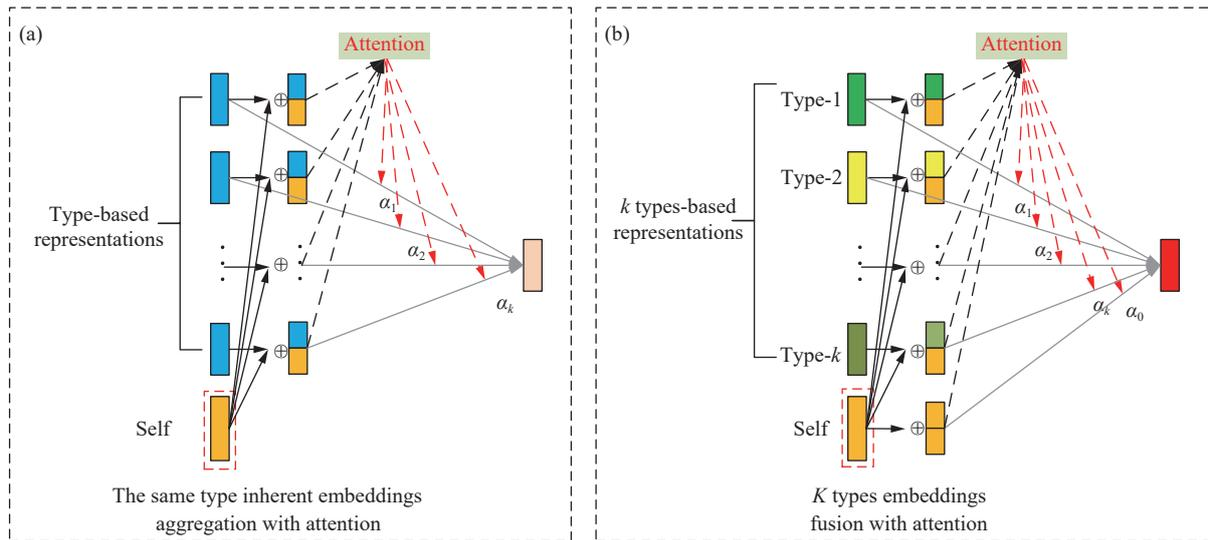 (a)
Attention
Type-based
representations
α1
α2
αk
Self
The same type inherent embeddings
aggregation with attention
(b)
Attention
Type-1
Type-2
k types-based
representations
α1
α2
αk
α0
Type-k
Self
K types embeddings
fusion with attention